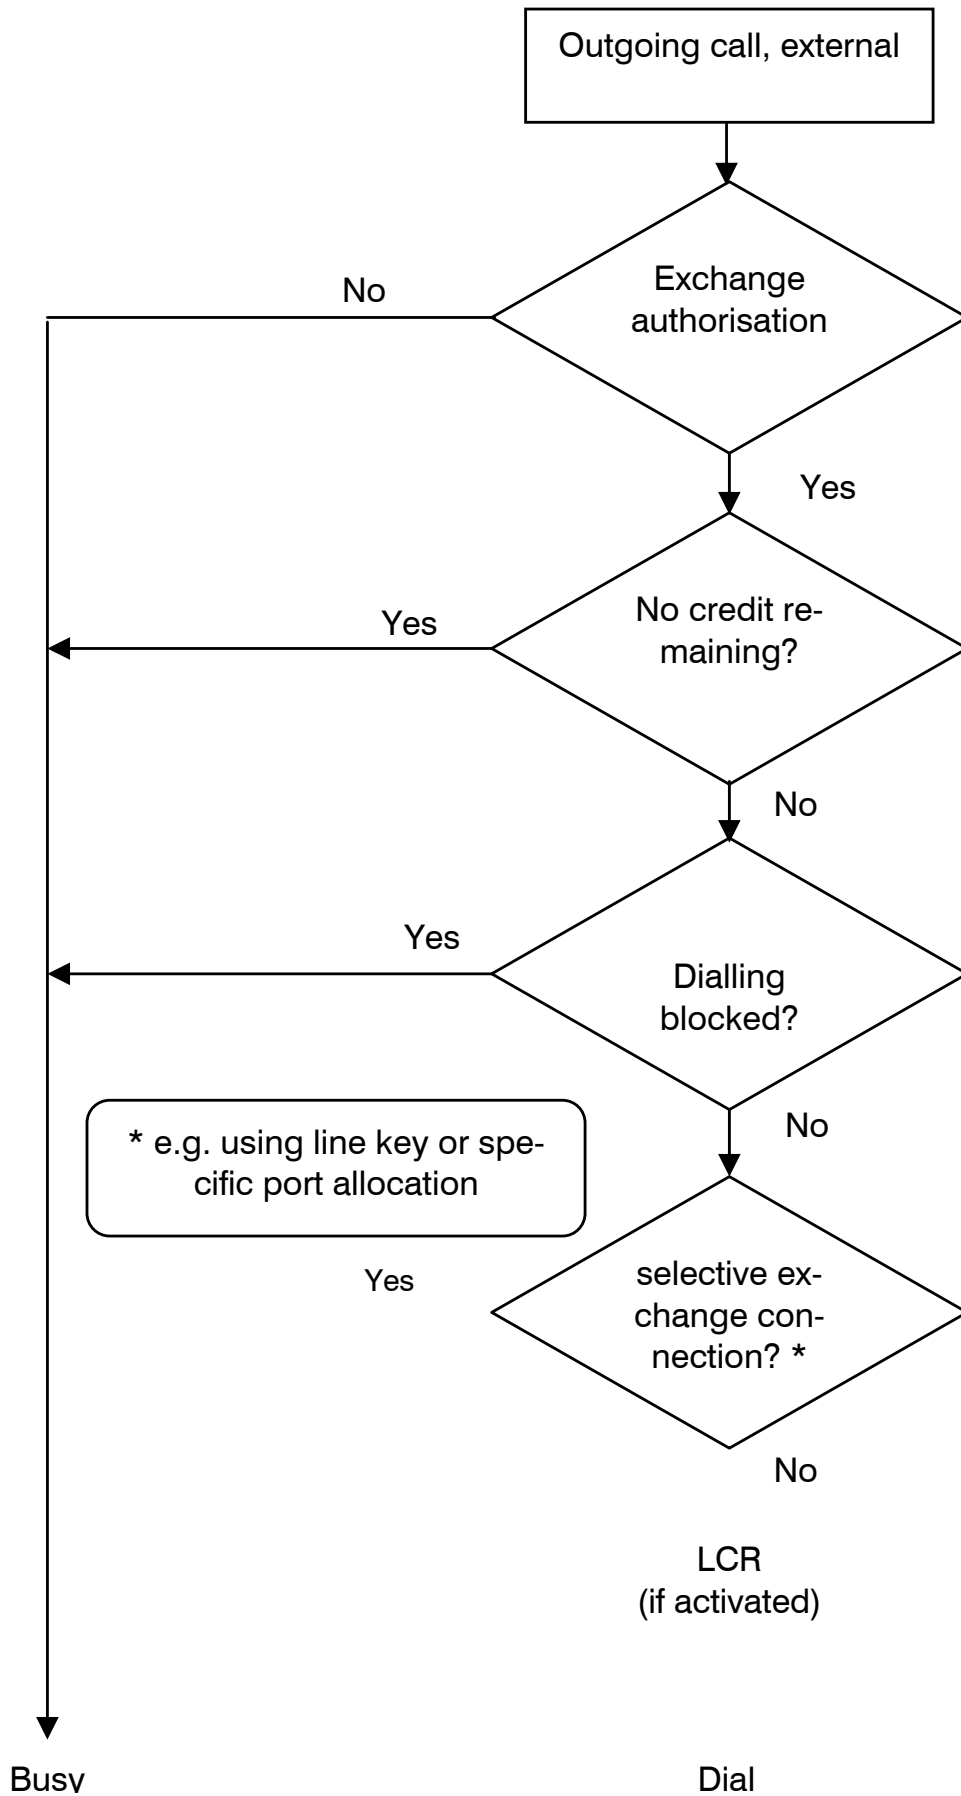 Outgoing call, external
No
Exchange
authorisation
Yes
Yes
No credit re-
maining?
No
Yes
Dialling
blocked?
No
* e.g. using line key or spe-
cific port allocation
Yes
selective ex-
change con-
nection? *
No
LCR
(if activated)
Busy
Dial